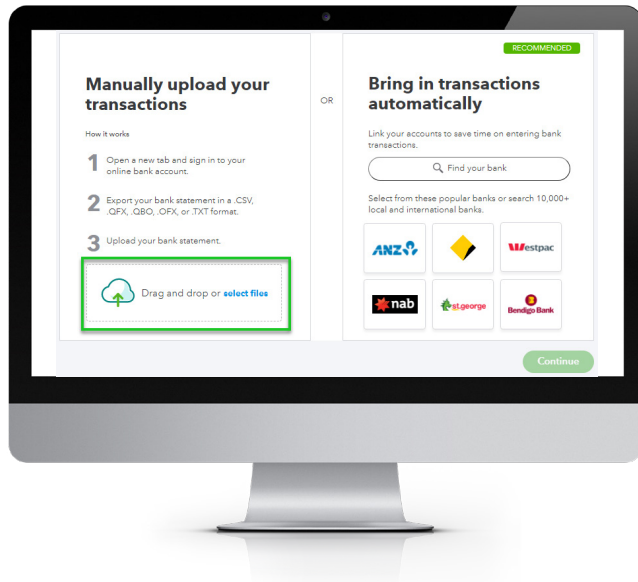 RECOMMENDED
Manually upload your
transactions
How it works
1 Open a new tab and sign in to your
online bank account.
2 Export your bank statement in a .CSV,
.QFX, .QBO, .OFX, or .TXT format.
3 Upload your bank statement.
Drag and drop or select files
OR
Bring in transactions
automatically
Link your accounts to save time on entering bank
transactions.
Find your bank
Select from these popular banks or search 10,000+
local and international banks.
ANZ
Westpac
nab
st.george
Bendigo Bank
Continue